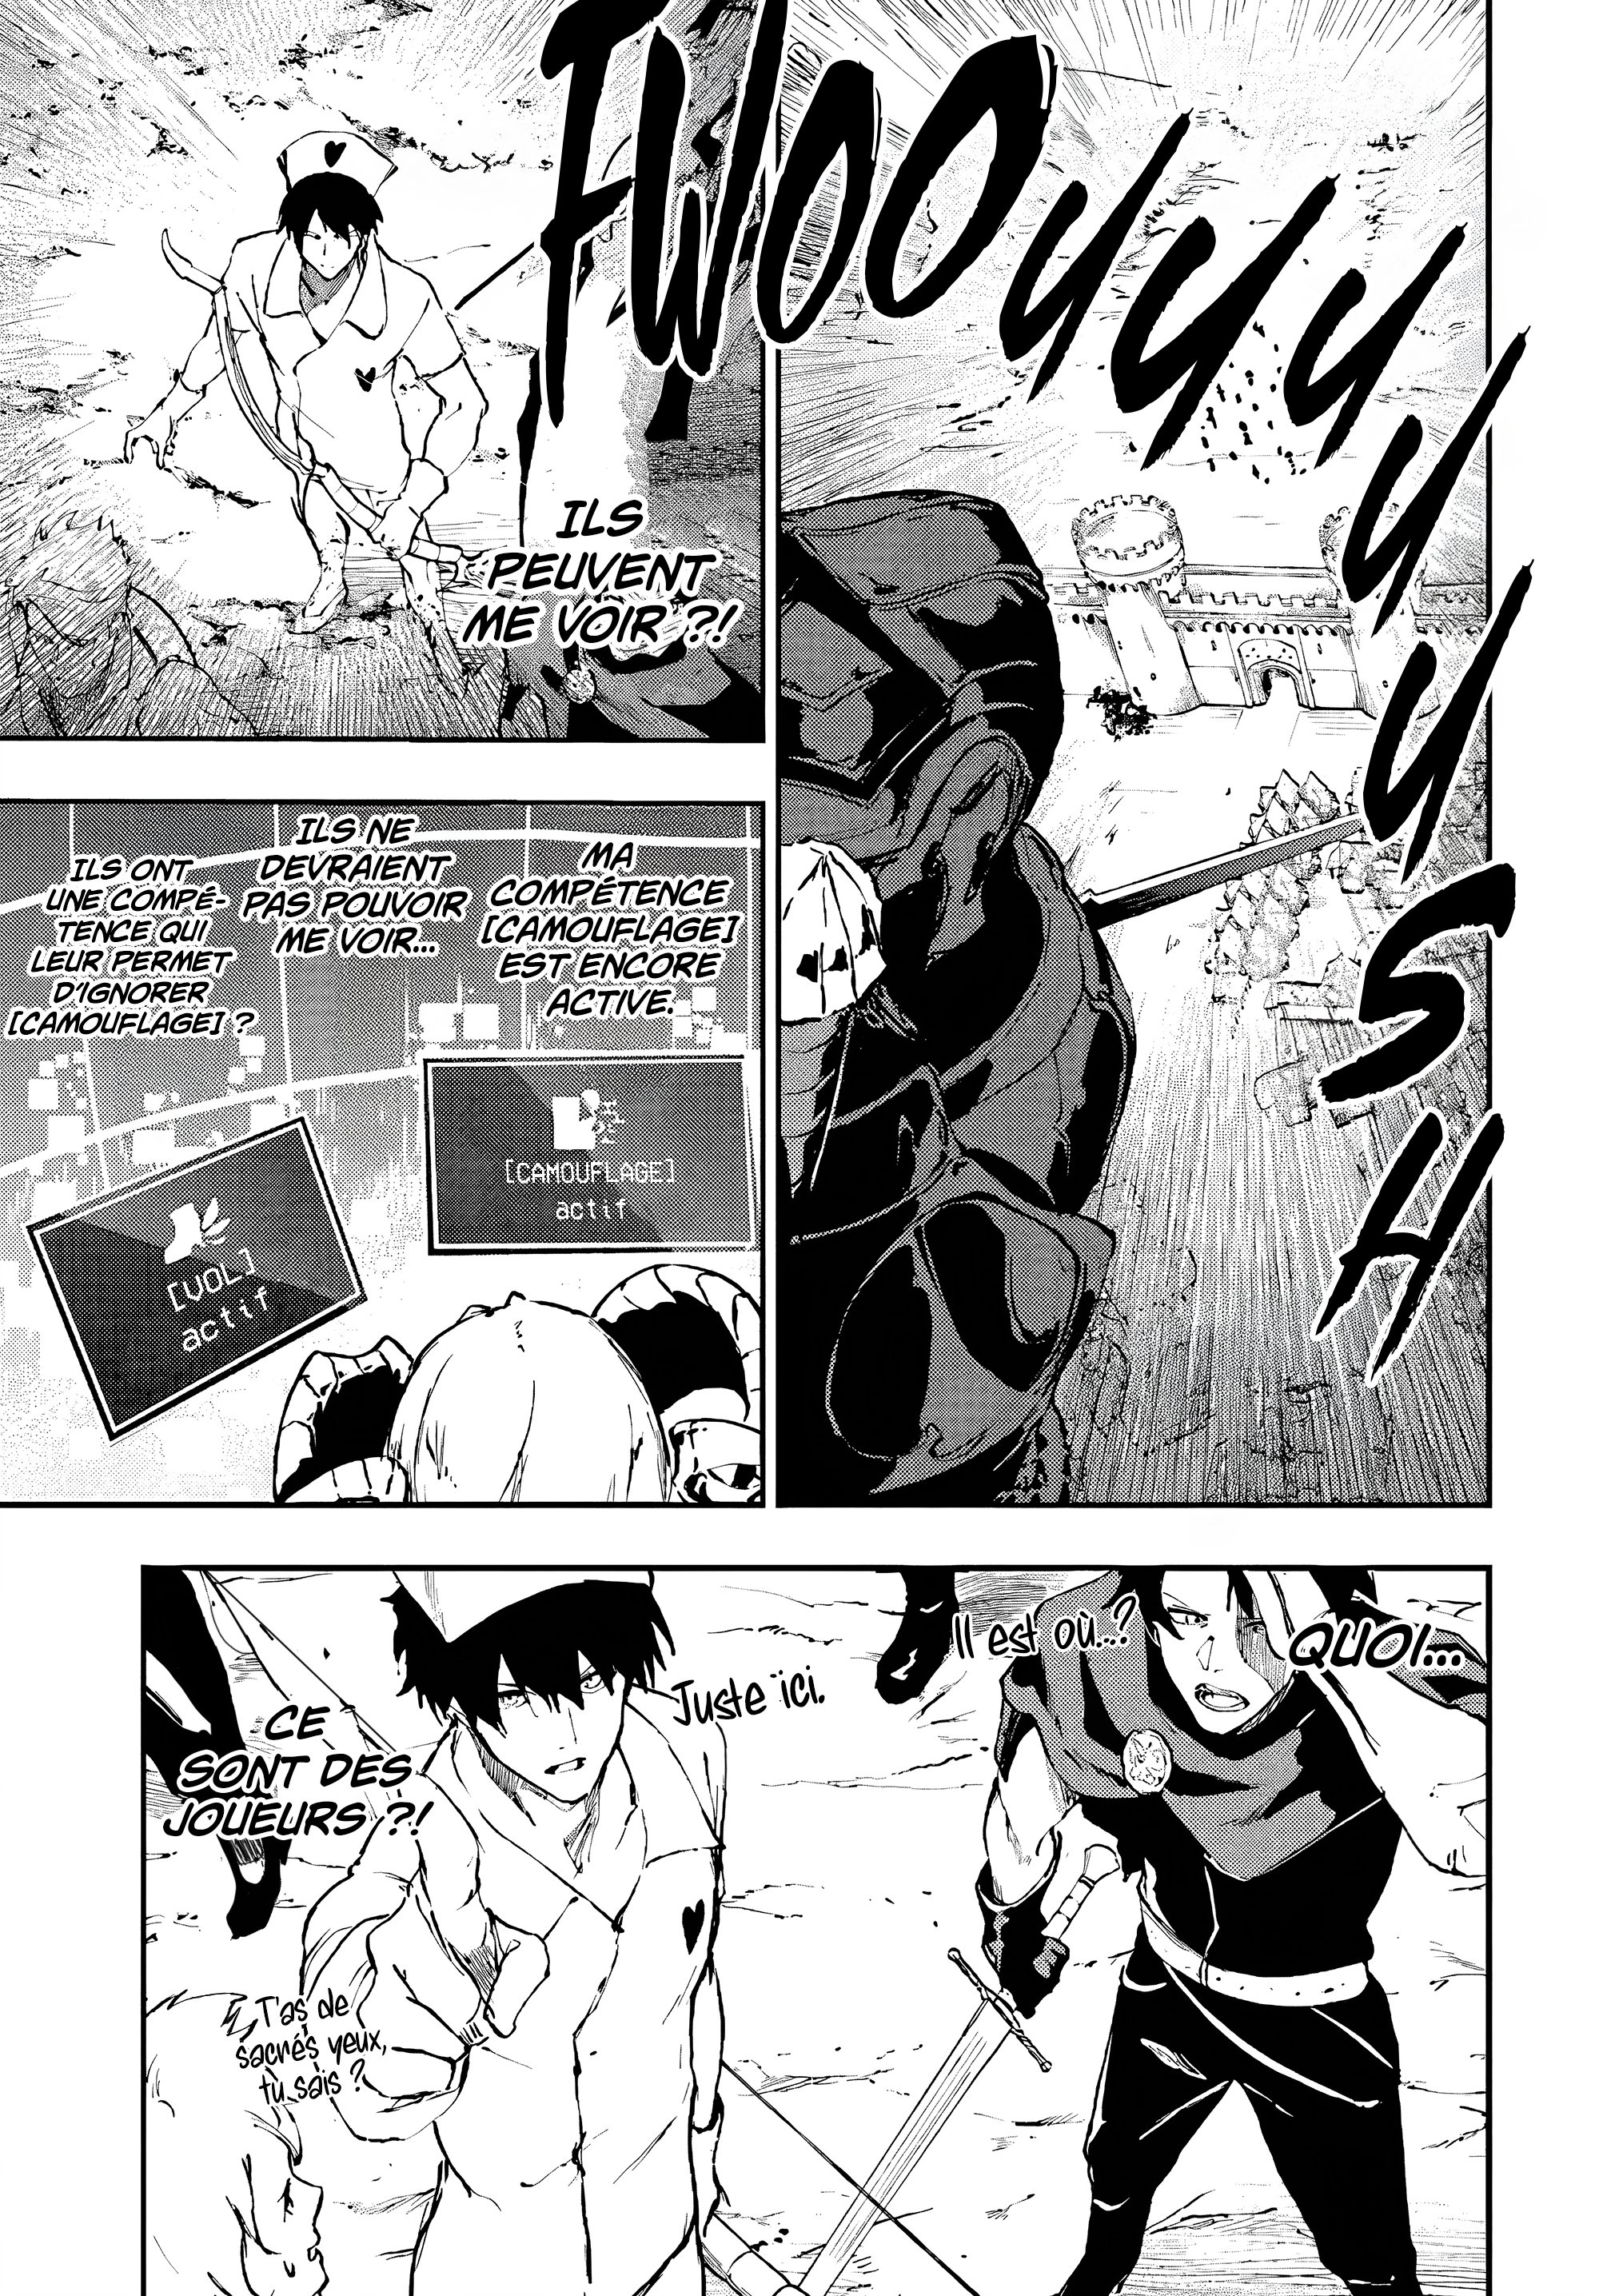 FWOOYYYYYYSH
ILS
PEUVENT
ME VOIR ?!
MA
COMPÉTENCE
[CAMOUFLAGE]
EST ENCORE
ACTIVE.
ILS NE
DEVRAIENT
PAS POUVOIR
ME VOIR...
ILS ONT
UNE COMPÉ-
TENCE QUI
LEUR PERMET
D'IGNORER
[CAMOUFLAGE] ?
[CAMOUFLAGE]
actif
[VOL]
actif
QUOI...
Il est où...?
Juste ici.
CE
SONT DES
JOUEURS ?!
T'as de
sacrés yeux,
tu sais ?